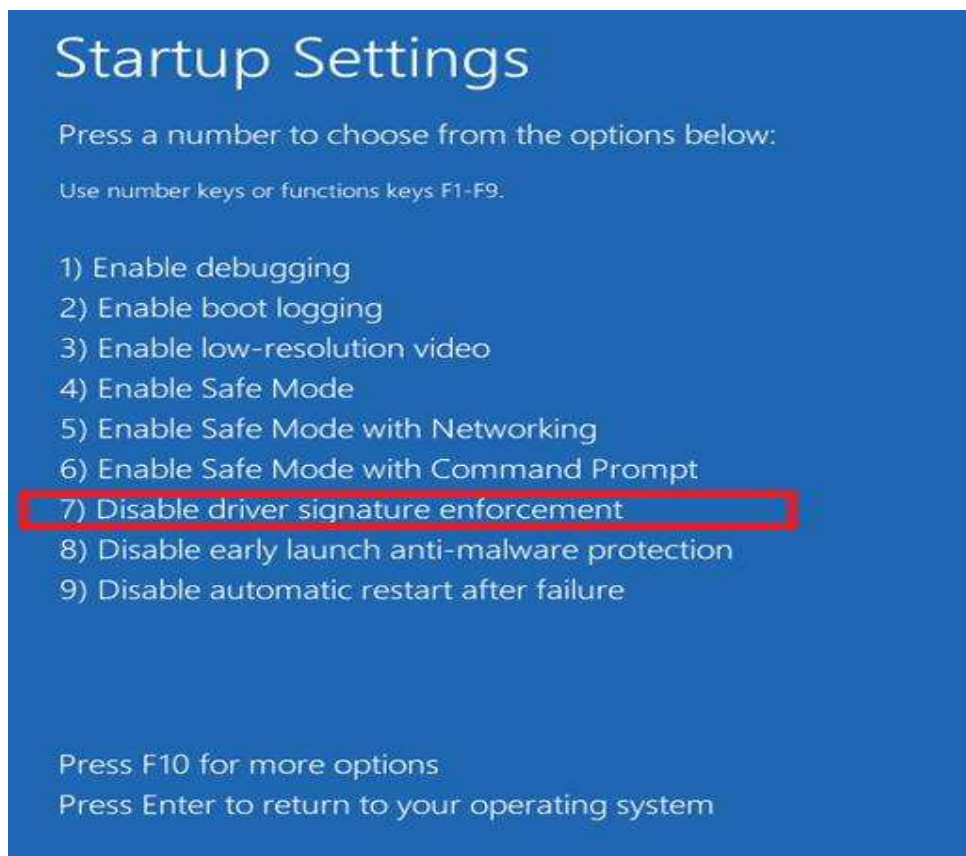 Startup Settings
Press a number to choose from the options below:
Use number keys or functions keys F1-F9.
1) Enable debugging
2) Enable boot logging
3) Enable low-resolution video
4) Enable Safe Mode
5) Enable Safe Mode with Networking
6) Enable Safe Mode with Command Prompt
7) Disable driver signature enforcement
8) Disable early launch anti-malware protection
9) Disable automatic restart after failure
Press F10 for more options
Press Enter to return to your operating system